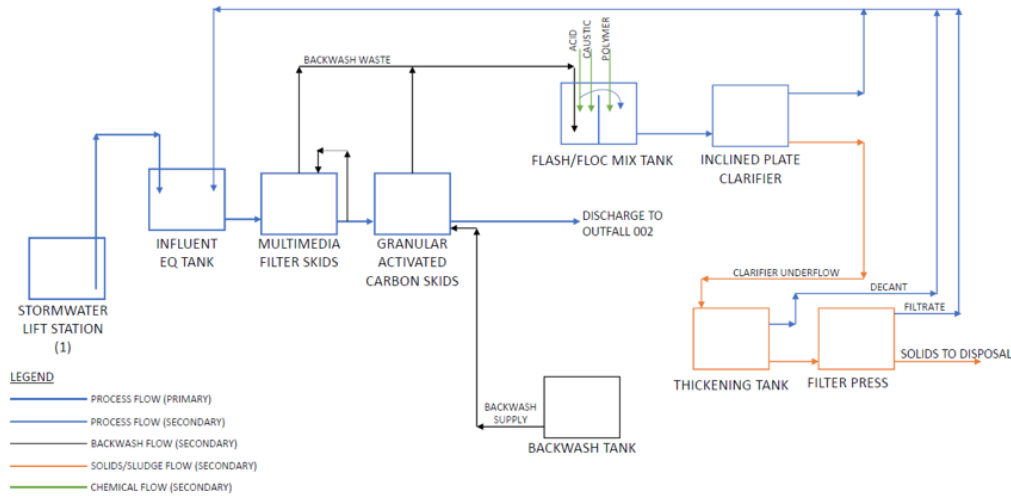 ACID
CAUSTIC
POLYMER
BACKWASH WASTE
FLASH/FLOC MIX TANK
INCLINED PLATE
CLARIFIER
INFLUENT
EQ TANK
MULTIMEDIA
FILTER SKIDS
GRANULAR
ACTIVATED
CARBON SKIDS
DISCHARGE TO
OUTFALL 002
STORMWATER
LIFT STATION
(1)
CLARIFIER UNDERFLOW
DECANT
FILTRATE
SOLIDS TO DISPOSAL
THICKENING TANK
FILTER PRESS
BACKWASH
SUPPLY
BACKWASH TANK
LEGEND
PROCESS FLOW (PRIMARY)
PROCESS FLOW (SECONDARY)
BACKWASH FLOW (SECONDARY)
SOLIDS/SLUDGE FLOW (SECONDARY)
CHEMICAL FLOW (SECONDARY)